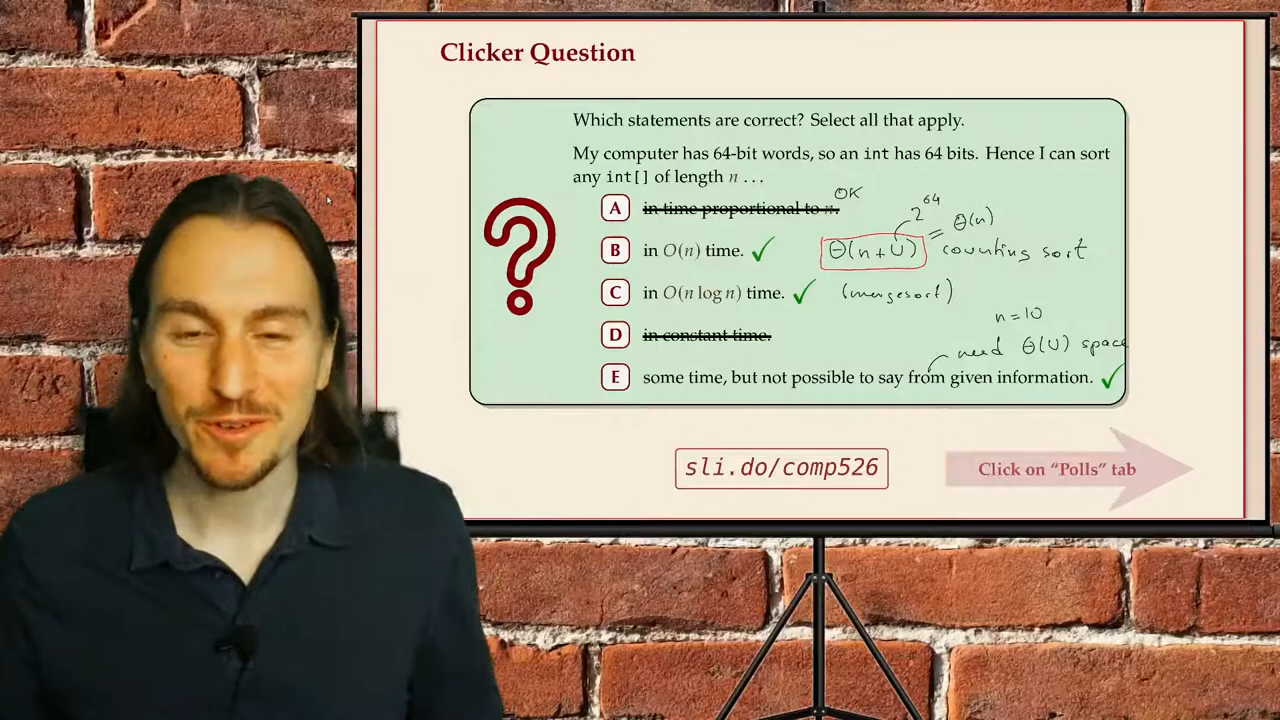 Clicker Question
Which statements are correct? Select all that apply.
My computer has 64-bit words, so an int has 64 bits. Hence I can sort
any int[] of length n …
OK
A in time proportional to n.
2^64
B in O(n) time. ✓ Θ(n+U) = Θ(n) counting sort
C in O(n log n) time. ✓ (mergesort)
n=10
D in constant time.
need Θ(U) space
E some time, but not possible to say from given information. ✓
sli.do/comp526
Click on “Polls” tab